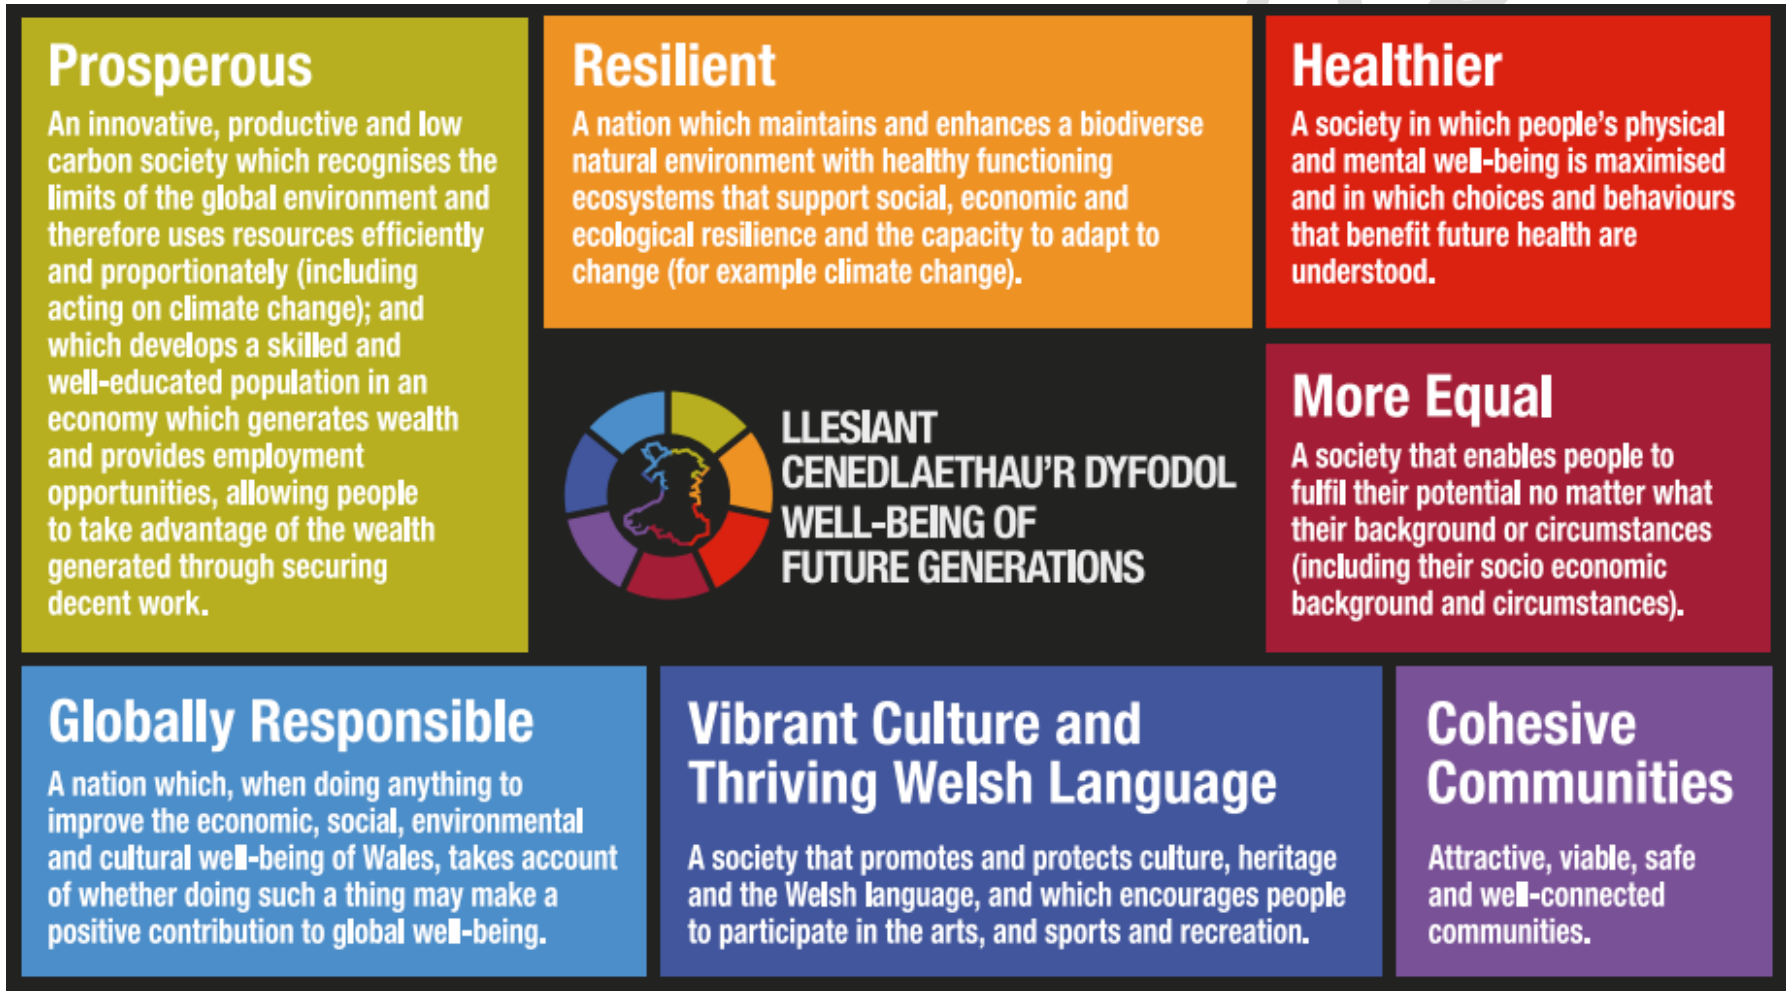 Prosperous
An innovative, productive and low
carbon society which recognises the
limits of the global environment and
therefore uses resources efficiently
and proportionately (including
acting on climate change); and
which develops a skilled and
well-educated population in an
economy which generates wealth
and provides employment
opportunities, allowing people
to take advantage of the wealth
generated through securing
decent work.
Resilient
A nation which maintains and enhances a biodiverse
natural environment with healthy functioning
ecosystems that support social, economic and
ecological resilience and the capacity to adapt to
change (for example climate change).
Healthier
A society in which people's physical
and mental well-being is maximised
and in which choices and behaviours
that benefit future health are
understood.
LLESIANT
CENEDLAETHAU'R DYFODOL
WELL-BEING OF
FUTURE GENERATIONS
More Equal
A society that enables people to
fulfil their potential no matter what
their background or circumstances
(including their socio economic
background and circumstances).
Globally Responsible
A nation which, when doing anything to
improve the economic, social, environmental
and cultural well-being of Wales, takes account
of whether doing such a thing may make a
positive contribution to global well-being.
Vibrant Culture and
Thriving Welsh Language
A society that promotes and protects culture, heritage
and the Welsh language, and which encourages people
to participate in the arts, and sports and recreation.
Cohesive
Communities
Attractive, viable, safe
and well-connected
communities.